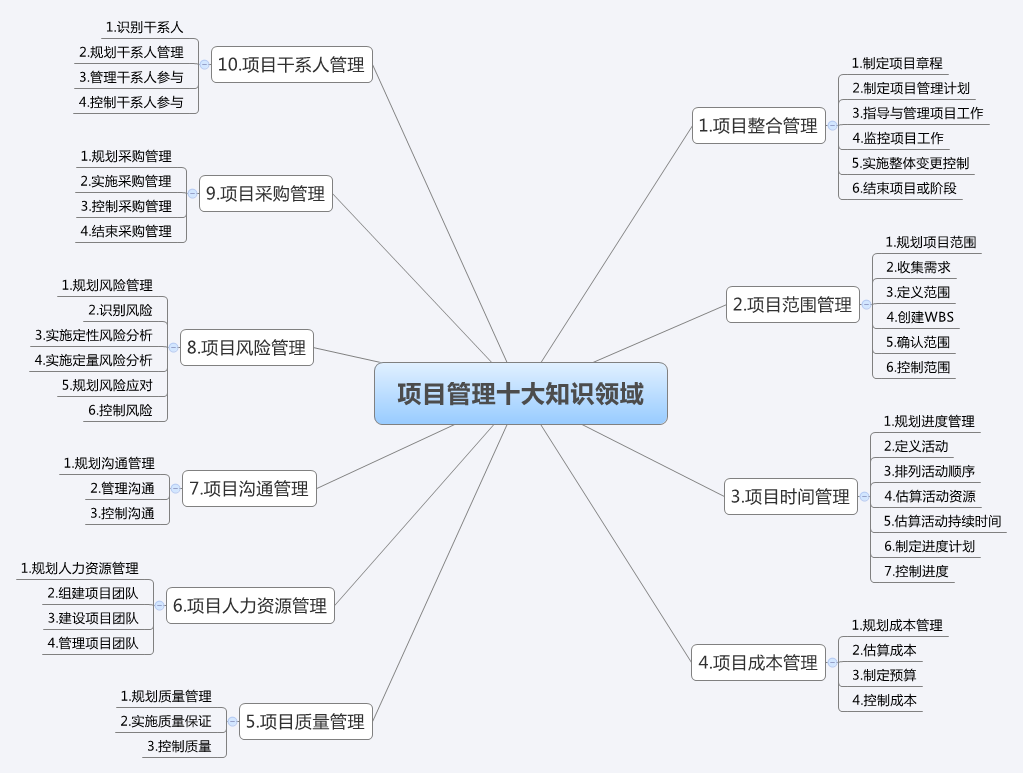 项目管理十大知识领域
1.项目整合管理
1.制定项目章程
2.制定项目管理计划
3.指导与管理项目工作
4.监控项目工作
5.实施整体变更控制
6.结束项目或阶段
2.项目范围管理
1.规划项目范围
2.收集需求
3.定义范围
4.创建WBS
5.确认范围
6.控制范围
3.项目时间管理
1.规划进度管理
2.定义活动
3.排列活动顺序
4.估算活动资源
5.估算活动持续时间
6.制定进度计划
7.控制进度
4.项目成本管理
1.规划成本管理
2.估算成本
3.制定预算
4.控制成本
5.项目质量管理
1.规划质量管理
2.实施质量保证
3.控制质量
6.项目人力资源管理
1.规划人力资源管理
2.组建项目团队
3.建设项目团队
4.管理项目团队
7.项目沟通管理
1.规划沟通管理
2.管理沟通
3.控制沟通
8.项目风险管理
1.规划风险管理
2.识别风险
3.实施定性风险分析
4.实施定量风险分析
5.规划风险应对
6.控制风险
9.项目采购管理
1.规划采购管理
2.实施采购管理
3.控制采购管理
4.结束采购管理
10.项目干系人管理
1.识别干系人
2.规划干系人管理
3.管理干系人参与
4.控制干系人参与